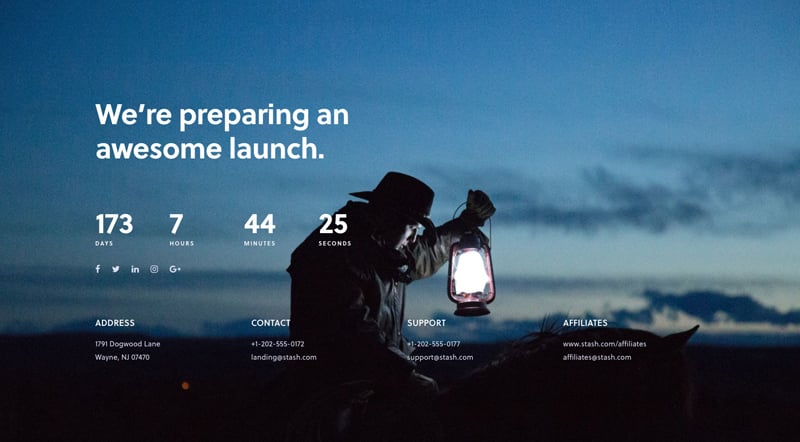 We're preparing an
awesome launch.
173 7 44 25
DAYS HOURS MINUTES SECONDS
ADDRESS
1791 Dogwood Lane
Wayne, NJ 07470
CONTACT
+1-202-555-0172
landing@stash.com
SUPPORT
+1-202-555-0177
support@stash.com
AFFILIATES
www.stash.com/affiliates
affiliates@stash.com